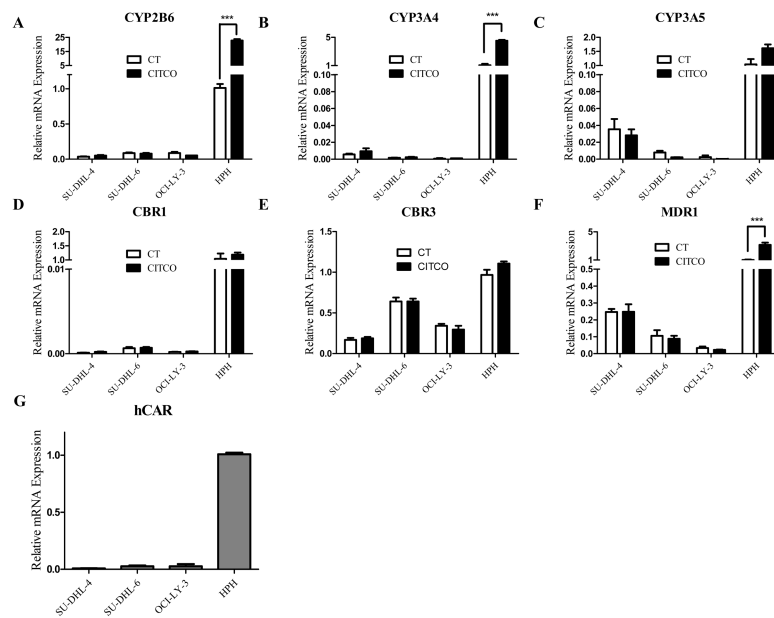 A
CYP2B6
Relative mRNA Expression
25
15
5
1.0
0.5
0.0
***
CT
CITCO
SU-DHL-4
SU-DHL-6
OCI-LY-3
HPH
B
CYP3A4
Relative mRNA Expression
5
1
0.10
0.08
0.06
0.04
0.02
0.00
***
CT
CITCO
SU-DHL-4
SU-DHL-6
OCI-LY-3
HPH
C
CYP3A5
Relative mRNA Expression
2.0
1.5
1.0
0.10
0.08
0.06
0.04
0.02
0.00
CT
CITCO
SU-DHL-4
SU-DHL-6
OCI-LY-3
HPH
D
CBR1
Relative mRNA Expression
2.0
1.5
1.0
0.01
0.00
CT
CITCO
SU-DHL-4
SU-DHL-6
OCI-LY-3
HPH
E
CBR3
Relative mRNA Expression
1.5
1.0
0.5
0.0
CT
CITCO
SU-DHL-4
SU-DHL-6
OCI-LY-3
HPH
F
MDR1
Relative mRNA Expression
5
1
0.5
0.4
0.3
0.2
0.1
0.0
***
CT
CITCO
SU-DHL-4
SU-DHL-6
OCI-LY-3
HPH
G
hCAR
Relative mRNA Expression
1.0
0.5
0.0
SU-DHL-4
SU-DHL-6
OCI-LY-3
HPH